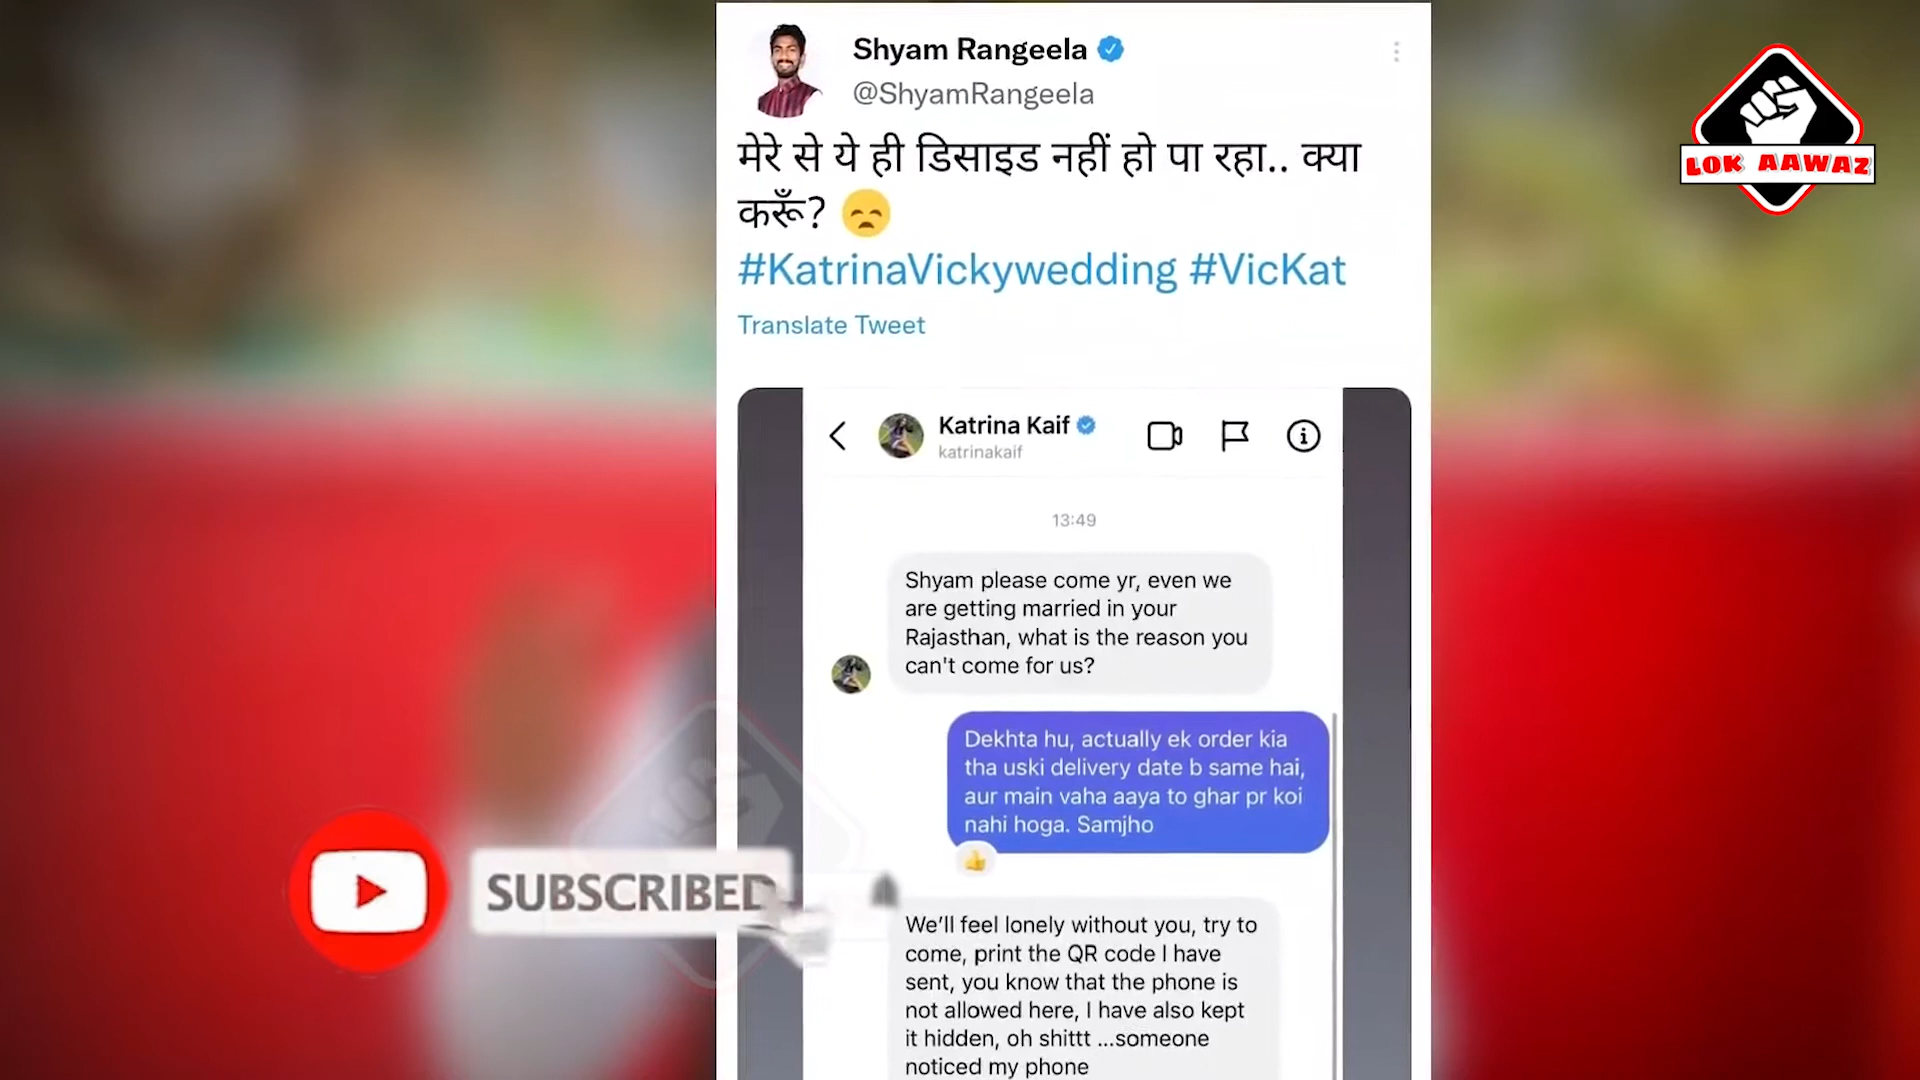 Shyam Rangeela
@ShyamRangeela
LOK AAWAZ
मेरे से ये ही डिसाइड नहीं हो पा रहा.. क्या
करूँ? 😞
#KatrinaVickywedding #VicKat
Translate Tweet
Katrina Kaif
katrinakaif
13:49
Shyam please come yr, even we
are getting married in your
Rajasthan, what is the reason you
can't come for us?
Dekhta hu, actually ek order kia
tha uski delivery date b same hai,
aur main vaha aaya to ghar pr koi
nahi hoga. Samjho
👍
SUBSCRIBED
We'll feel lonely without you, try to
come, print the QR code I have
sent, you know that the phone is
not allowed here, I have also kept
it hidden, oh shittt ...someone
noticed my phone